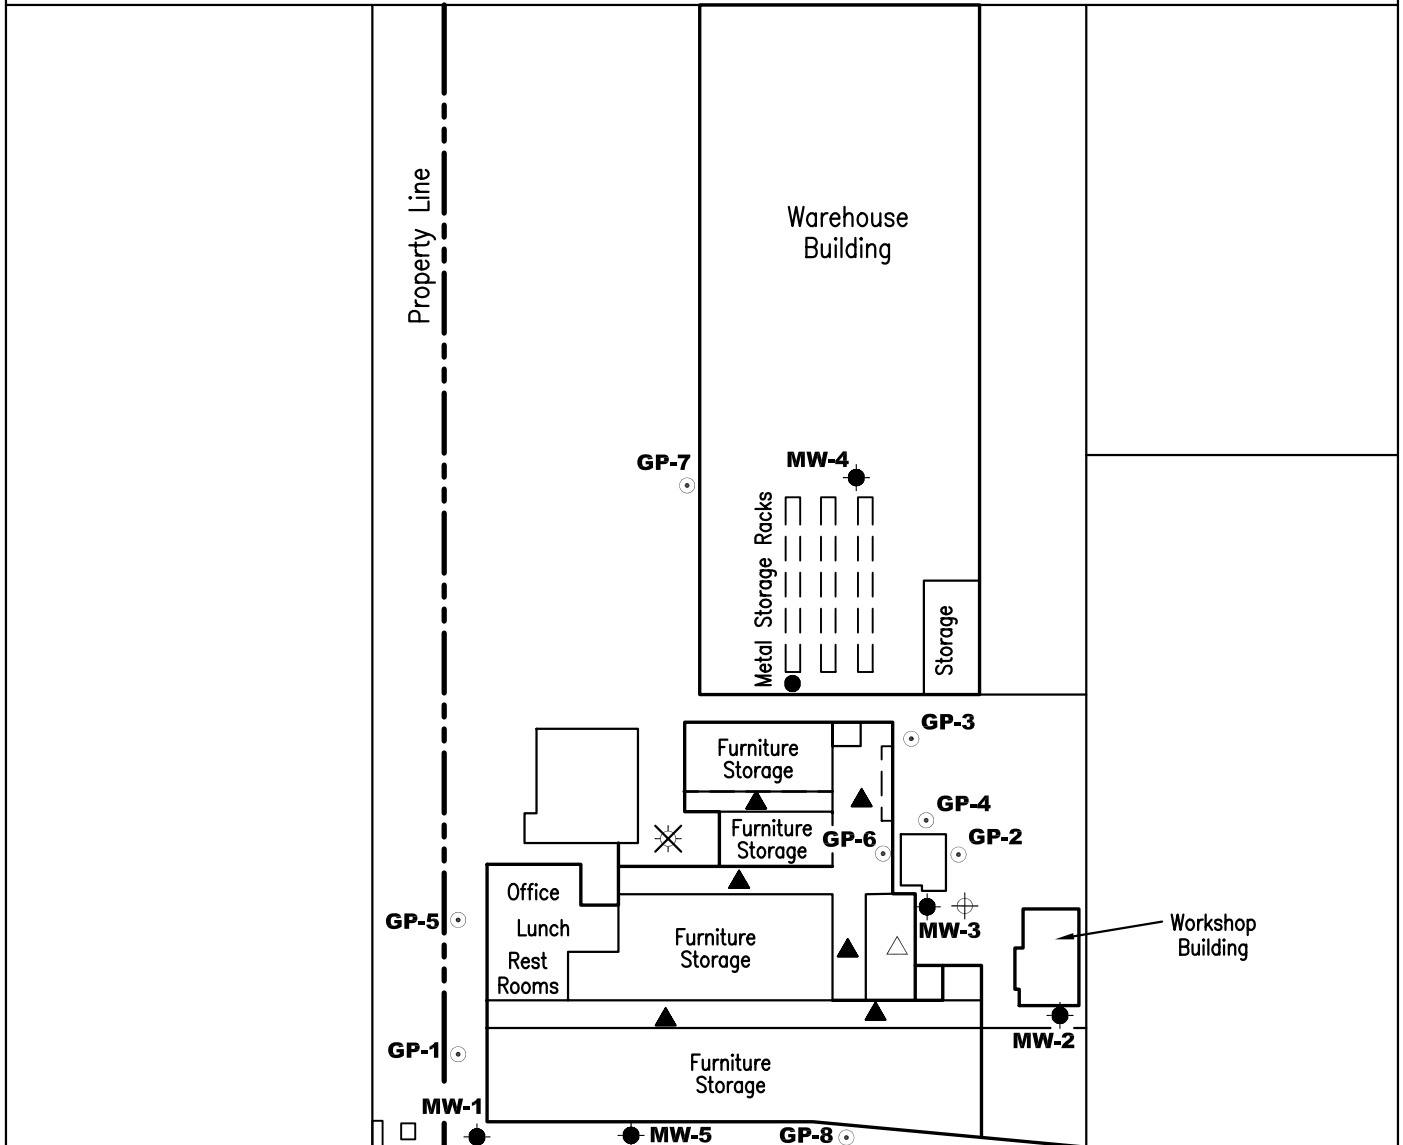 Property Line
Warehouse
Building
GP-7
MW-4
Metal Storage Racks
Storage
GP-3
Furniture
Storage
GP-4
Furniture
Storage
GP-6
GP-2
Office
Lunch
Rest
Rooms
GP-5
Furniture
Storage
MW-3
Workshop
Building
MW-2
GP-1
Furniture
Storage
MW-1
MW-5
GP-8